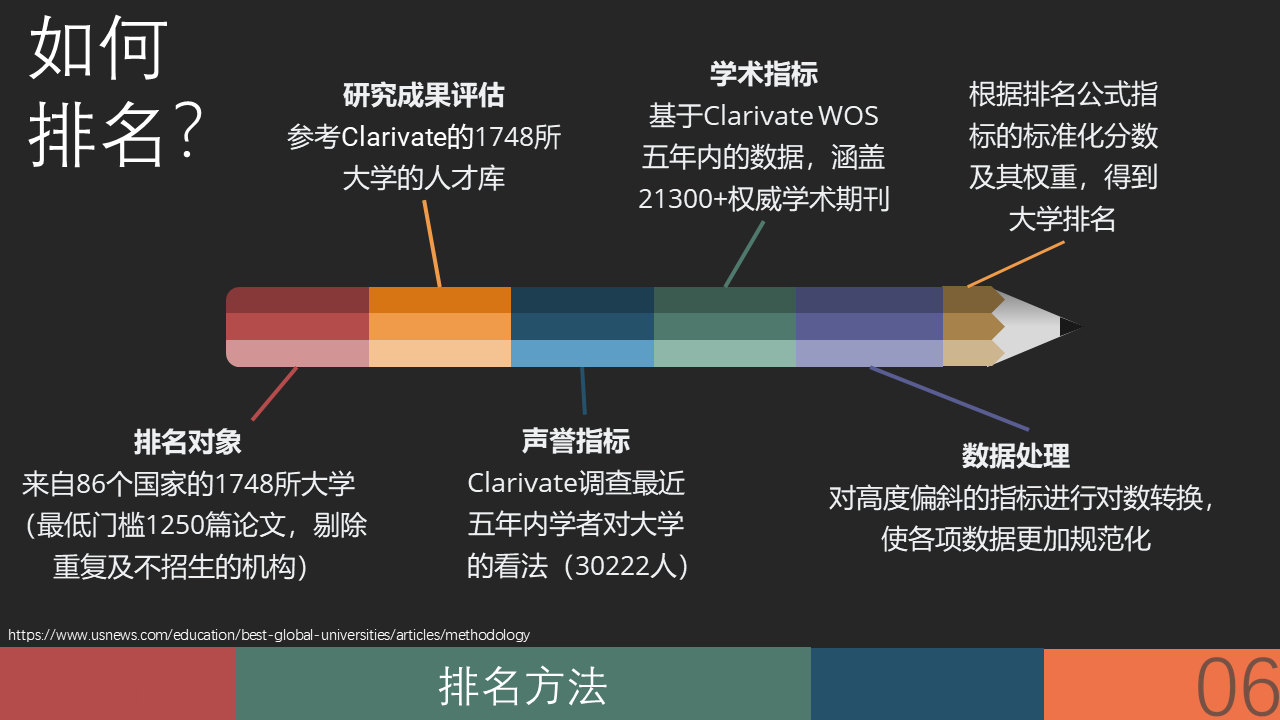 如何
排名？
研究成果评估
参考Clarivate的1748所
大学的人才库
学术指标
基于Clarivate WOS
五年内的数据，涵盖
21300+权威学术期刊
根据排名公式指
标的标准化分数
及其权重，得到
大学排名
排名对象
来自86个国家的1748所大学
（最低门槛1250篇论文，剔除
重复及不招生的机构）
声誉指标
Clarivate调查最近
五年内学者对大学
的看法（30222人）
数据处理
对高度偏斜的指标进行对数转换，
使各项数据更加规范化
https://www.usnews.com/education/best-global-universities/articles/methodology
排名方法
06